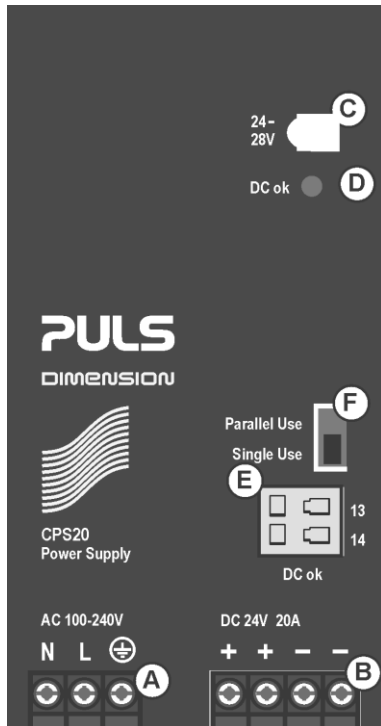 C
24–
28V
DC ok
D
PULS
DIMENSION
F
Parallel Use
Single Use
E
13
14
CPS20
Power Supply
DC ok
AC 100-240V
DC 24V 20A
N L
+ + – –
A
B